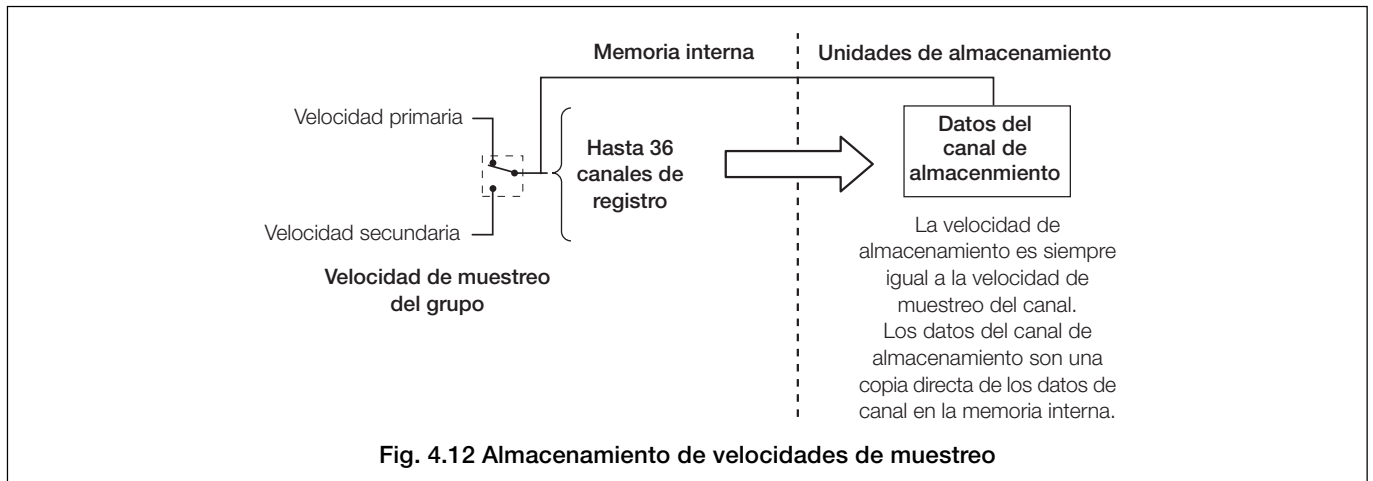 Memoria interna
Unidades de almacenamiento
Velocidad primaria
Velocidad secundaria
Velocidad de muestreo
del grupo
Hasta 36
canales de
registro
Datos del
canal de
almacenmiento
La velocidad de
almacenamiento es siempre
igual a la velocidad de
muestreo del canal.
Los datos del canal de
almacenamiento son una
copia directa de los datos de
canal en la memoria interna.
Fig. 4.12 Almacenamiento de velocidades de muestreo